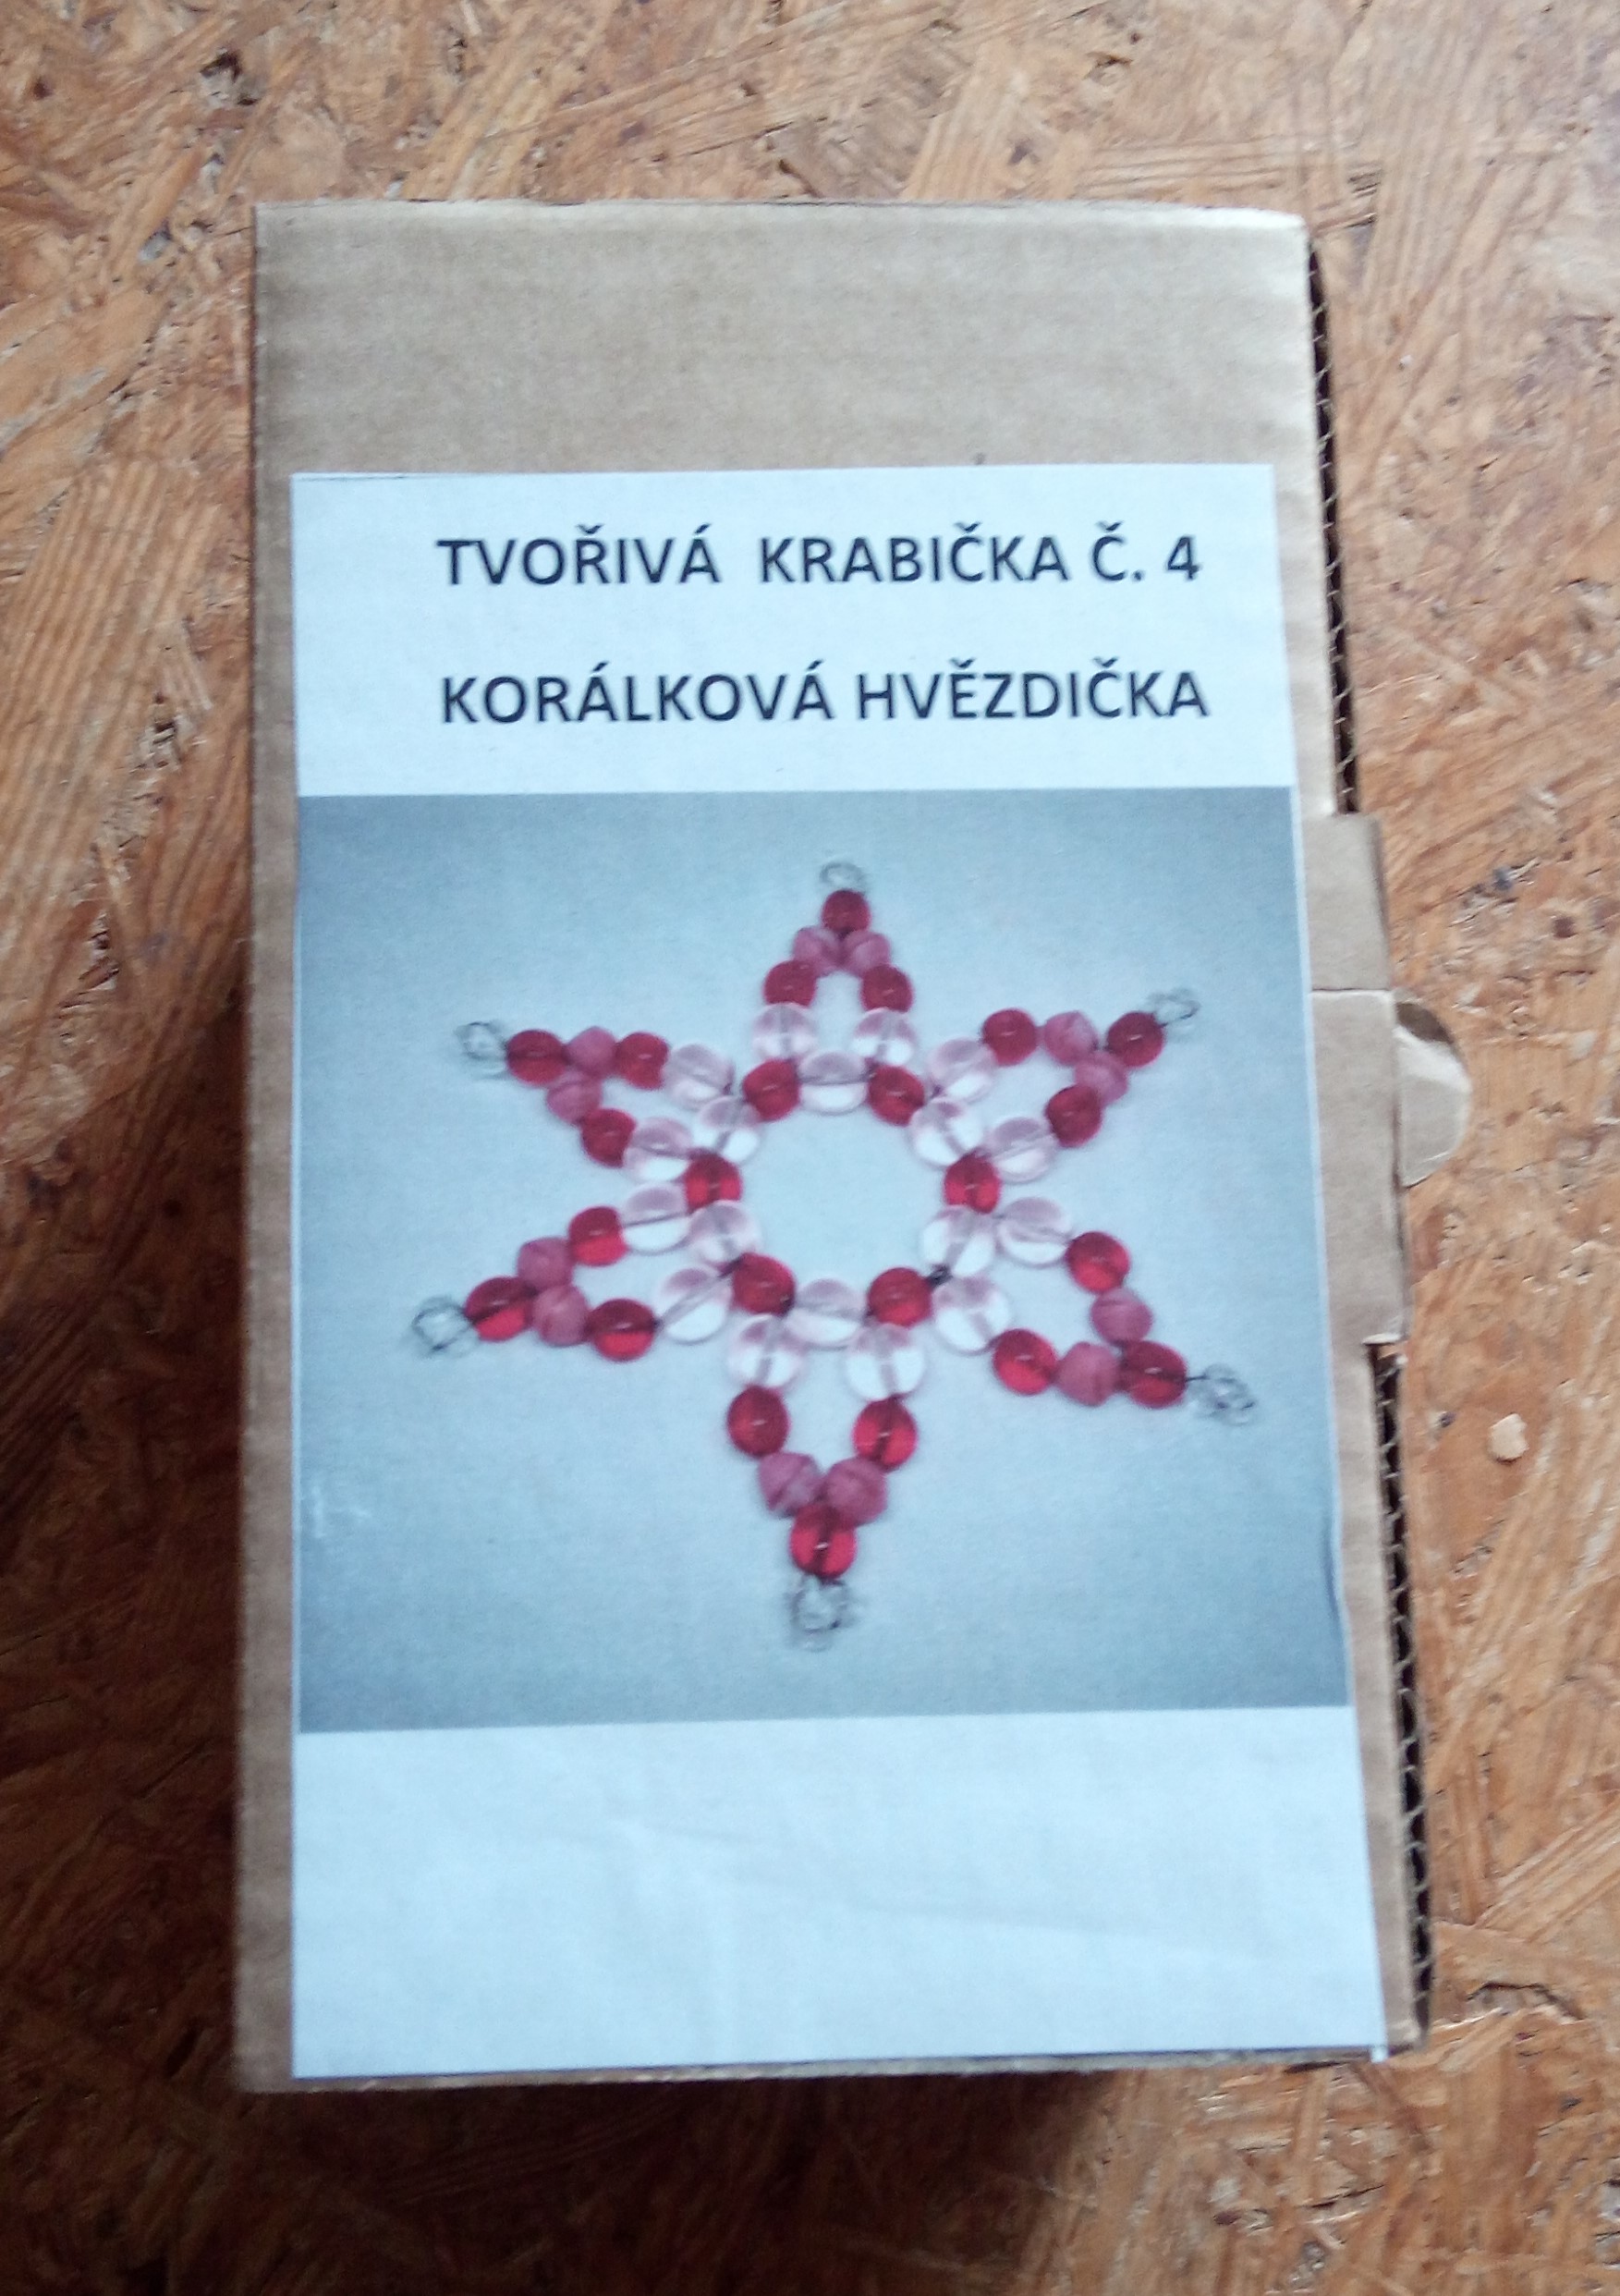 TVOŘIVÁ KRABIČKA Č. 4
KORÁLKOVÁ HVĚZDIČKA